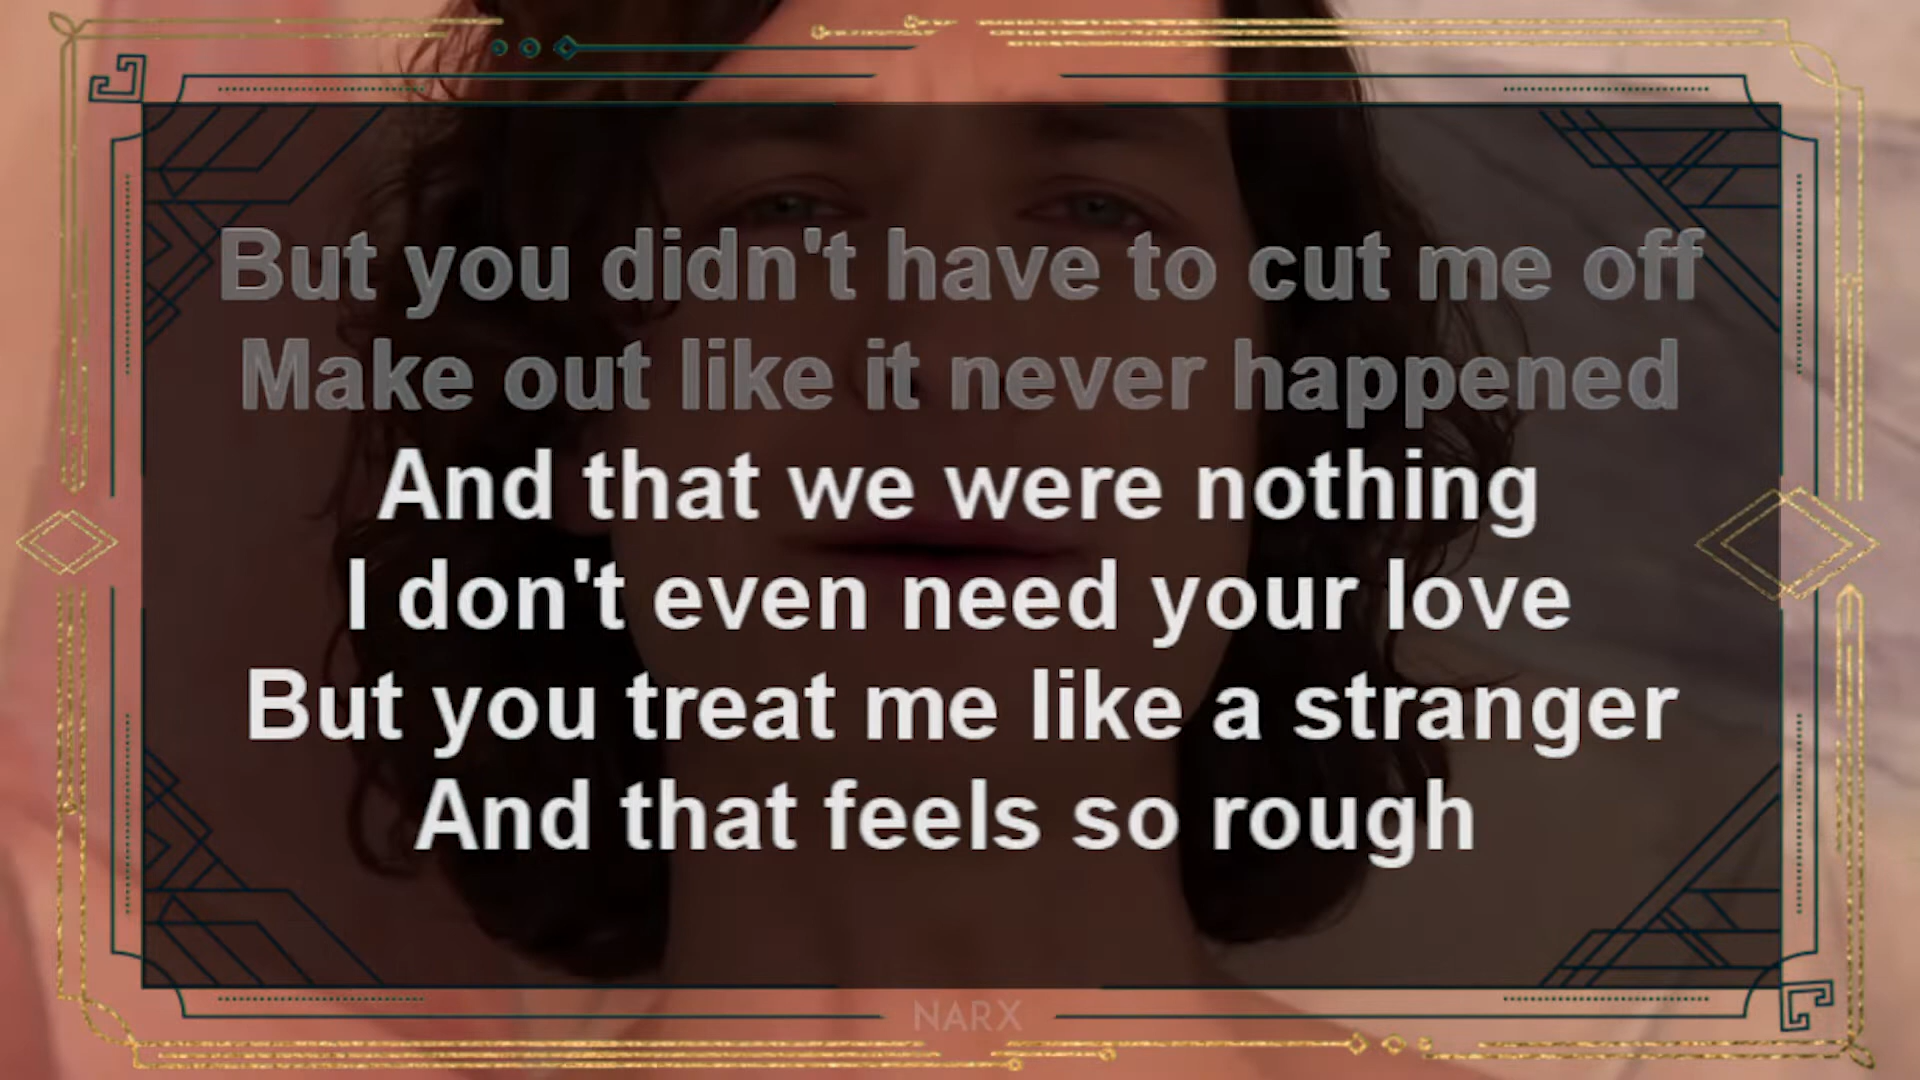 But you didn't have to cut me off
Make out like it never happened
And that we were nothing
I don't even need your love
But you treat me like a stranger
And that feels so rough
NARX